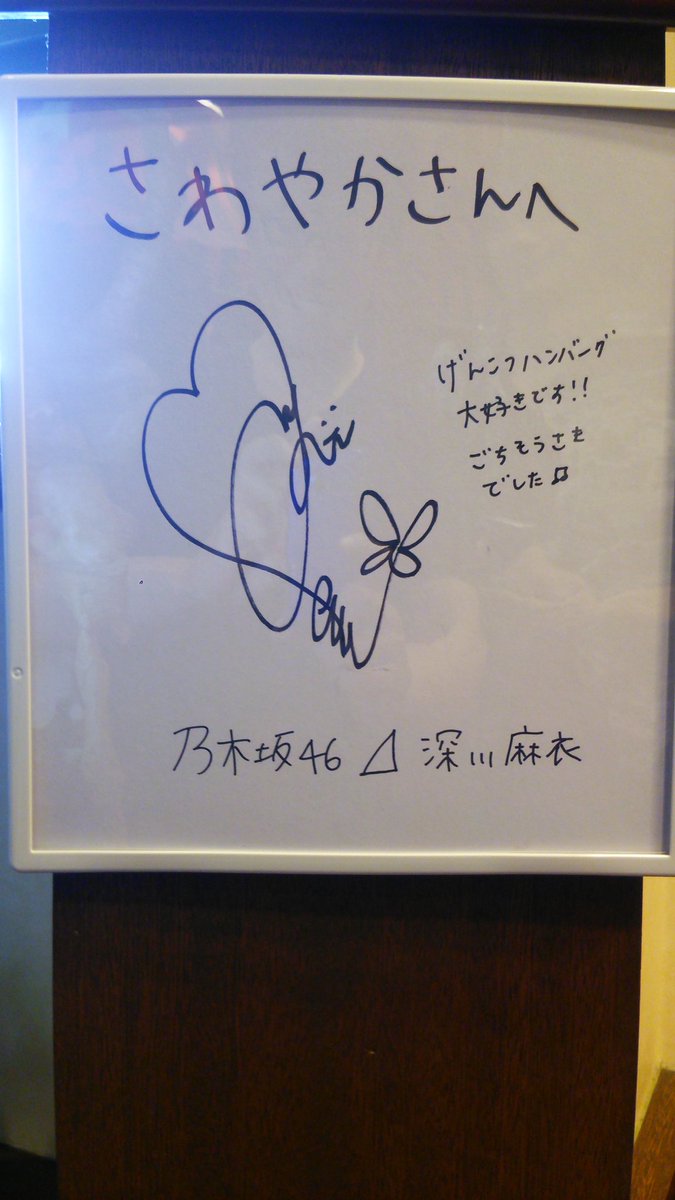 さわやかさんへ
げんこつハンバーグ
大好きです!!
ごちそうさま
でした♫
乃木坂46 ⊿ 深川麻衣